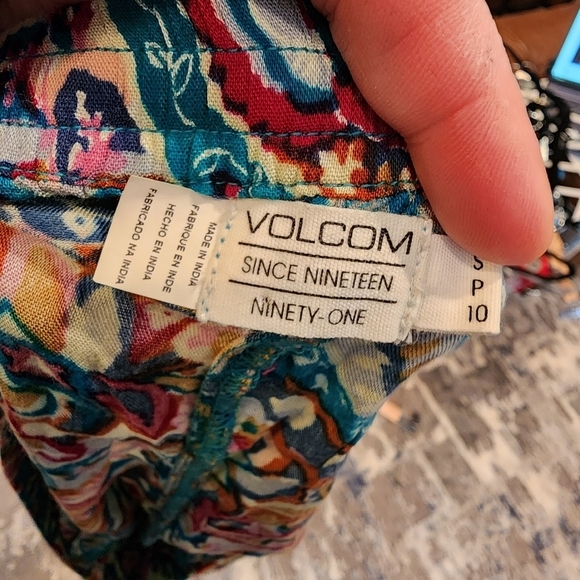 MADE IN INDIA
FABRIQUE EN INDE
HECHO EN INDIA
FABRICADO NA INDIA
VOLCOM
SINCE NINETEEN
NINETY-ONE
S
P
10